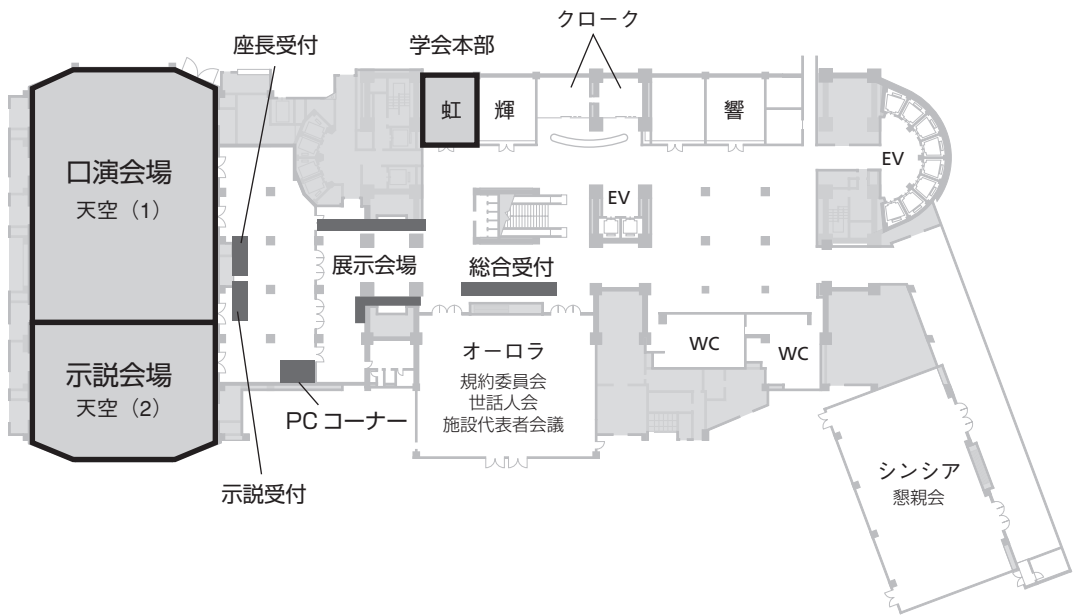 クローク
座長受付
学会本部
虹
輝
響
EV
口演会場
天空（1）
EV
展示会場
総合受付
示説会場
天空（2）
オーロラ
規約委員会
世話人会
施設代表者会議
WC
WC
PCコーナー
示説受付
シンシア
懇親会